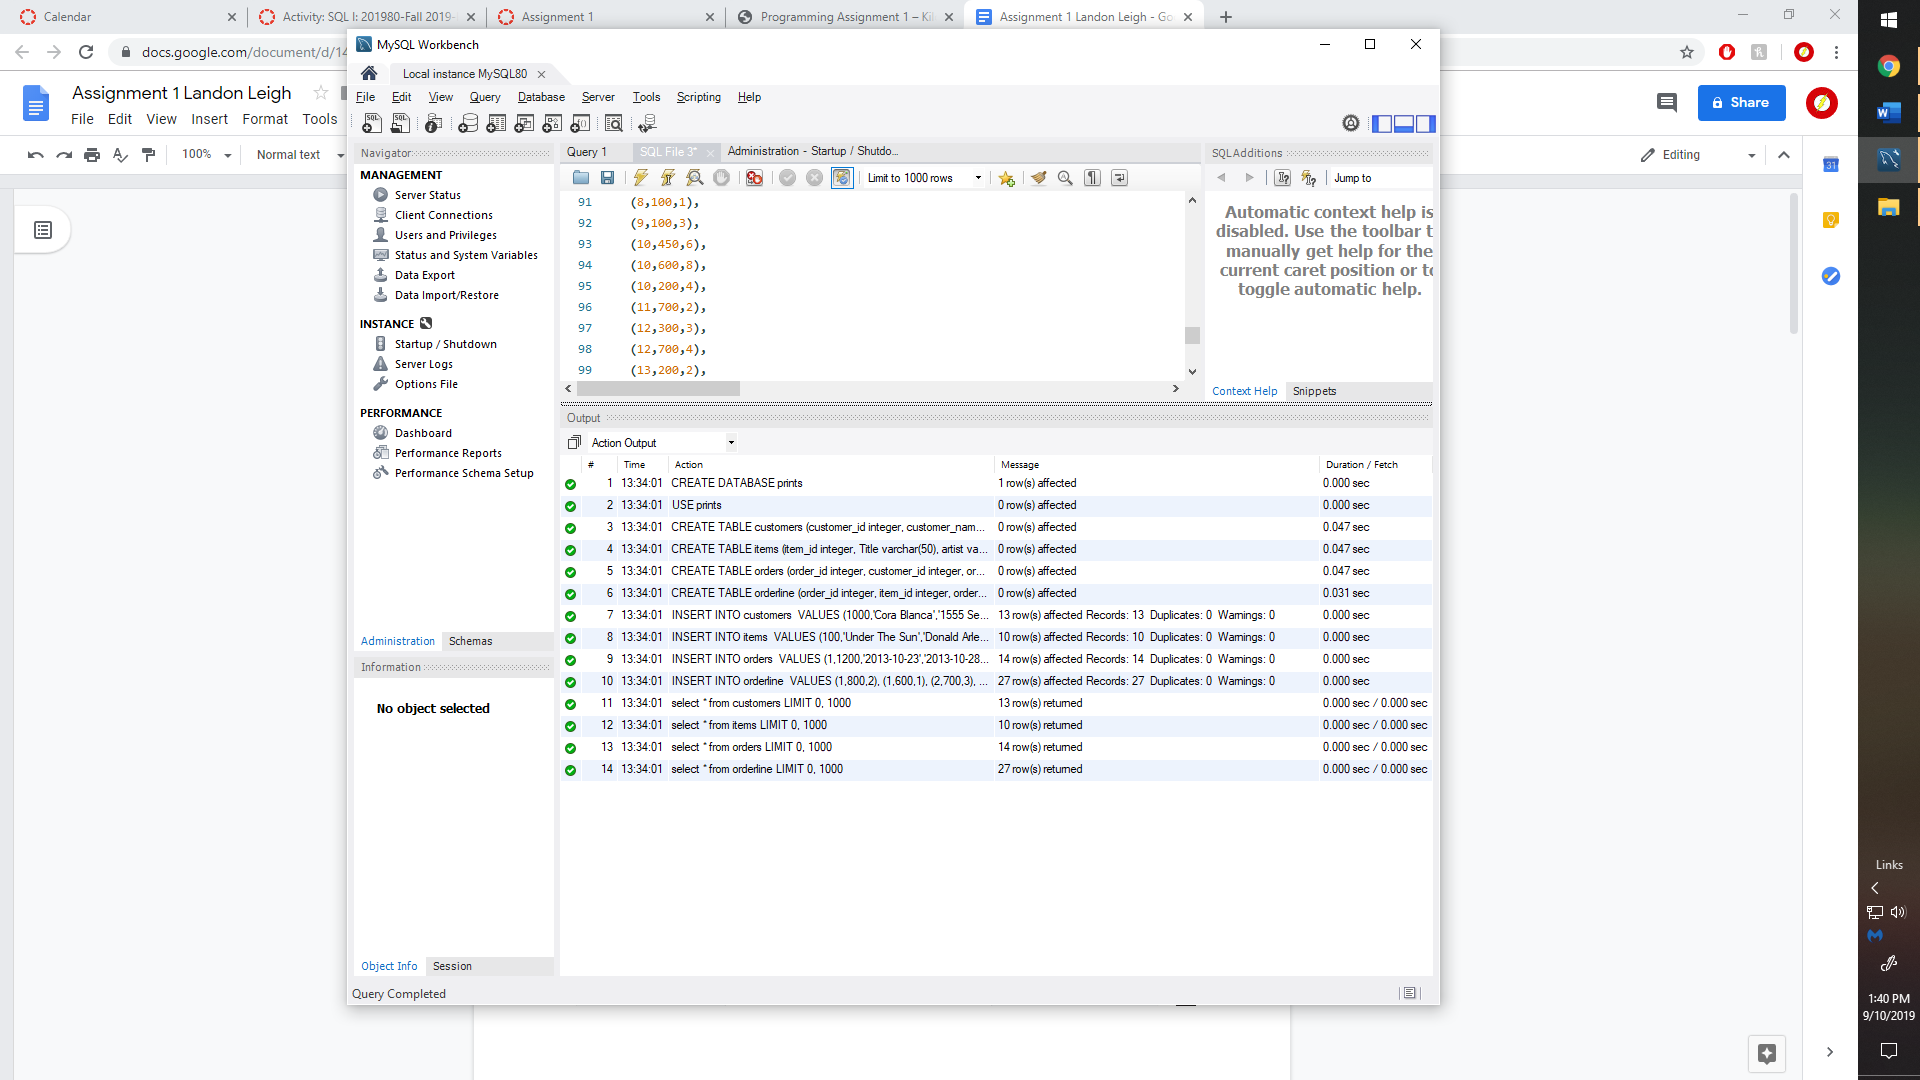 Calendar
Activity: SQL I: 201980-Fall 2019-
Assignment 1
Programming Assignment 1 – Kil
Assignment 1 Landon Leigh - Go
docs.google.com/document/d/14
Assignment 1 Landon Leigh
File Edit View Insert Format Tools
Share
100% Normal text
Editing
MySQL Workbench
Local instance MySQL80
File Edit View Query Database Server Tools Scripting Help
Navigator
MANAGEMENT
Server Status
Client Connections
Users and Privileges
Status and System Variables
Data Export
Data Import/Restore
INSTANCE
Startup / Shutdown
Server Logs
Options File
PERFORMANCE
Dashboard
Performance Reports
Performance Schema Setup
Administration Schemas
Information
No object selected
Object Info Session
Query Completed
Query 1 SQL File 3* Administration - Startup / Shutdo...
Limit to 1000 rows
91 (8,100,1),
92 (9,100,3),
93 (10,450,6),
94 (10,600,8),
95 (10,200,4),
96 (11,700,2),
97 (12,300,3),
98 (12,700,4),
99 (13,200,2),
SQLAdditions
Jump to
Automatic context help is
disabled. Use the toolbar t
manually get help for the
current caret position or to
toggle automatic help.
Context Help Snippets
Output
Action Output
# Time Action Message Duration / Fetch
1 13:34:01 CREATE DATABASE prints 1 row(s) affected 0.000 sec
2 13:34:01 USE prints 0 row(s) affected 0.000 sec
3 13:34:01 CREATE TABLE customers (customer_id integer, customer_nam... 0 row(s) affected 0.047 sec
4 13:34:01 CREATE TABLE items (item_id integer, Title varchar(50), artist va... 0 row(s) affected 0.047 sec
5 13:34:01 CREATE TABLE orders (order_id integer, customer_id integer, or... 0 row(s) affected 0.047 sec
6 13:34:01 CREATE TABLE orderline (order_id integer, item_id integer, order... 0 row(s) affected 0.031 sec
7 13:34:01 INSERT INTO customers VALUES (1000,'Cora Blanca','1555 Se... 13 row(s) affected Records: 13 Duplicates: 0 Warnings: 0 0.000 sec
8 13:34:01 INSERT INTO items VALUES (100,'Under The Sun','Donald Arle... 10 row(s) affected Records: 10 Duplicates: 0 Warnings: 0 0.000 sec
9 13:34:01 INSERT INTO orders VALUES (1,1200,'2013-10-23','2013-10-28... 14 row(s) affected Records: 14 Duplicates: 0 Warnings: 0 0.000 sec
10 13:34:01 INSERT INTO orderline VALUES (1,800,2), (1,600,1), (2,700,3), ... 27 row(s) affected Records: 27 Duplicates: 0 Warnings: 0 0.000 sec
11 13:34:01 select * from customers LIMIT 0, 1000 13 row(s) returned 0.000 sec / 0.000 sec
12 13:34:01 select * from items LIMIT 0, 1000 10 row(s) returned 0.000 sec / 0.000 sec
13 13:34:01 select * from orders LIMIT 0, 1000 14 row(s) returned 0.000 sec / 0.000 sec
14 13:34:01 select * from orderline LIMIT 0, 1000 27 row(s) returned 0.000 sec / 0.000 sec
Links
1:40 PM
9/10/2019